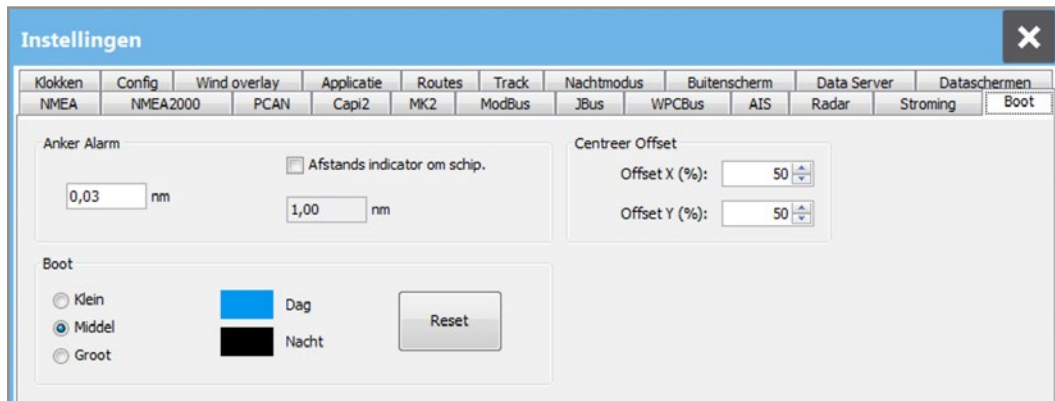 Instellingen
Klokken Config Wind overlay Applicatie Routes Track Nachtmodus Buitenscherm Data Server Dataschermen
NMEA NMEA2000 PCAN Capi2 MK2 ModBus JBus WPCBus AIS Radar Stroming Boot
Anker Alarm
Afstands indicator om schip.
0,03 nm
1,00 nm
Centreer Offset
Offset X (%): 50
Offset Y (%): 50
Boot
Klein
Middel
Groot
Dag
Nacht
Reset